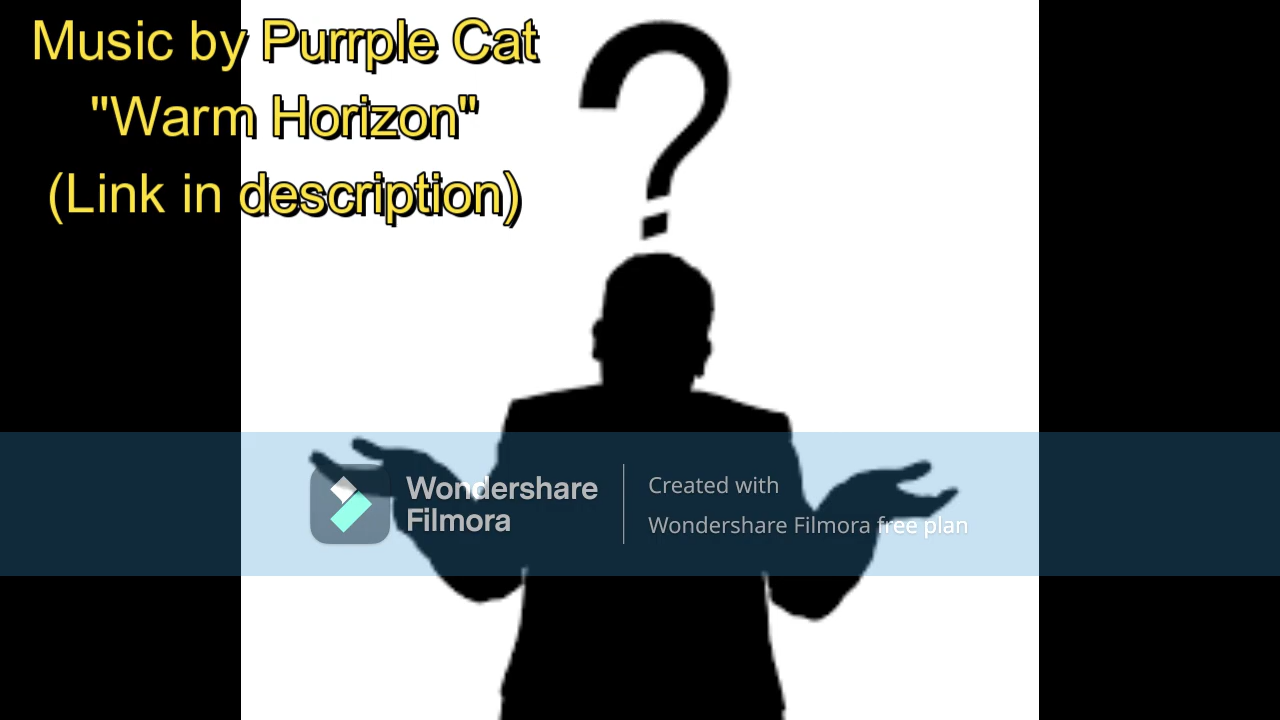 Music by Purrple Cat
"Warm Horizon"
(Link in description)
?
Wondershare
Filmora
Created with
Wondershare Filmora free plan